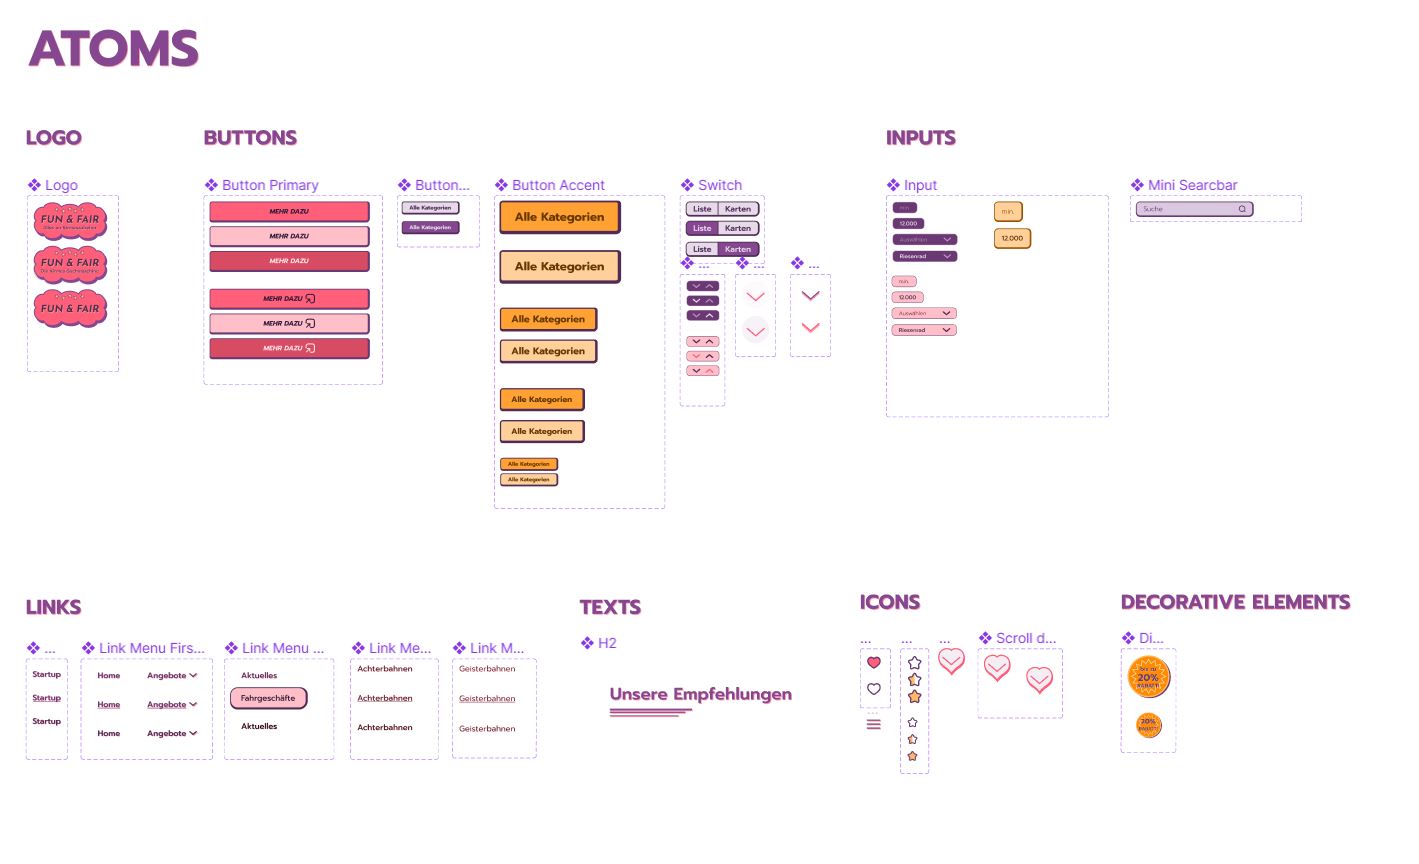 ATOMS
LOGO
BUTTONS
INPUTS
Logo
Button Primary
Button...
Button Accent
Switch
Input
Mini Searcbar
FUN & FAIR
FUN & FAIR
FUN & FAIR
MEHR DAZU
MEHR DAZU
MEHR DAZU
MEHR DAZU
MEHR DAZU
MEHR DAZU
Alle Kategorien
Alle Kategorien
Alle Kategorien
Alle Kategorien
Alle Kategorien
Alle Kategorien
Alle Kategorien
Alle Kategorien
Alle Kategorien
Alle Kategorien
Liste Karten
Liste Karten
Liste Karten
...
...
...
min.
12.000
Auswählen
Riesenrad
min.
12.000
Auswählen
Riesenrad
min.
12.000
Suche
LINKS
TEXTS
ICONS
DECORATIVE ELEMENTS
...
Link Menu Firs...
Link Menu ...
Link Me...
Link M...
H2
...
...
...
Scroll d...
Di...
Startup
Startup
Startup
Home Angebote
Home Angebote
Home Angebote
Aktuelles
Fahrgeschäfte
Aktuelles
Achterbahnen
Achterbahnen
Achterbahnen
Geisterbahnen
Geisterbahnen
Geisterbahnen
Unsere Empfehlungen
...
bis zu
20%
RABATT!
20%
RABATT!